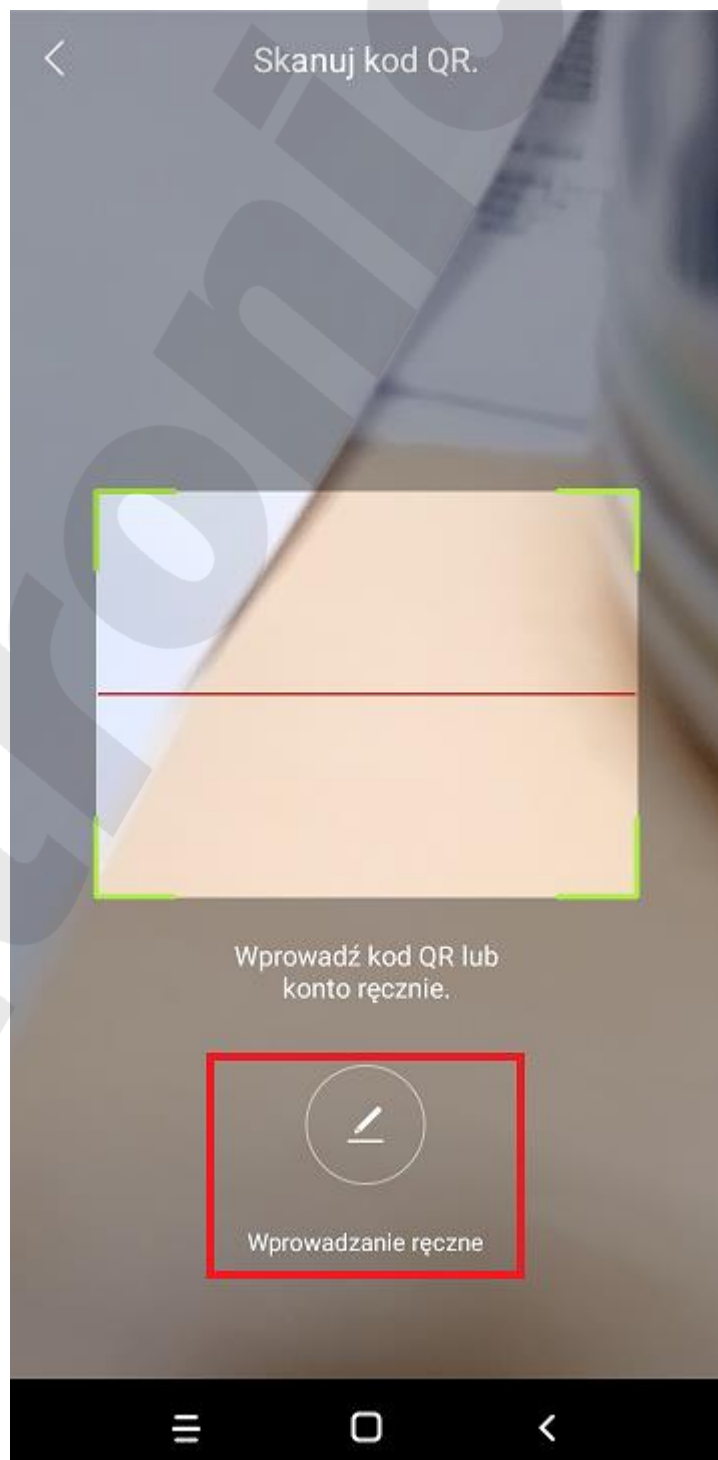 Skanuj kod QR.
Wprowadź kod QR lub
konto ręcznie.
Wprowadzanie ręczne